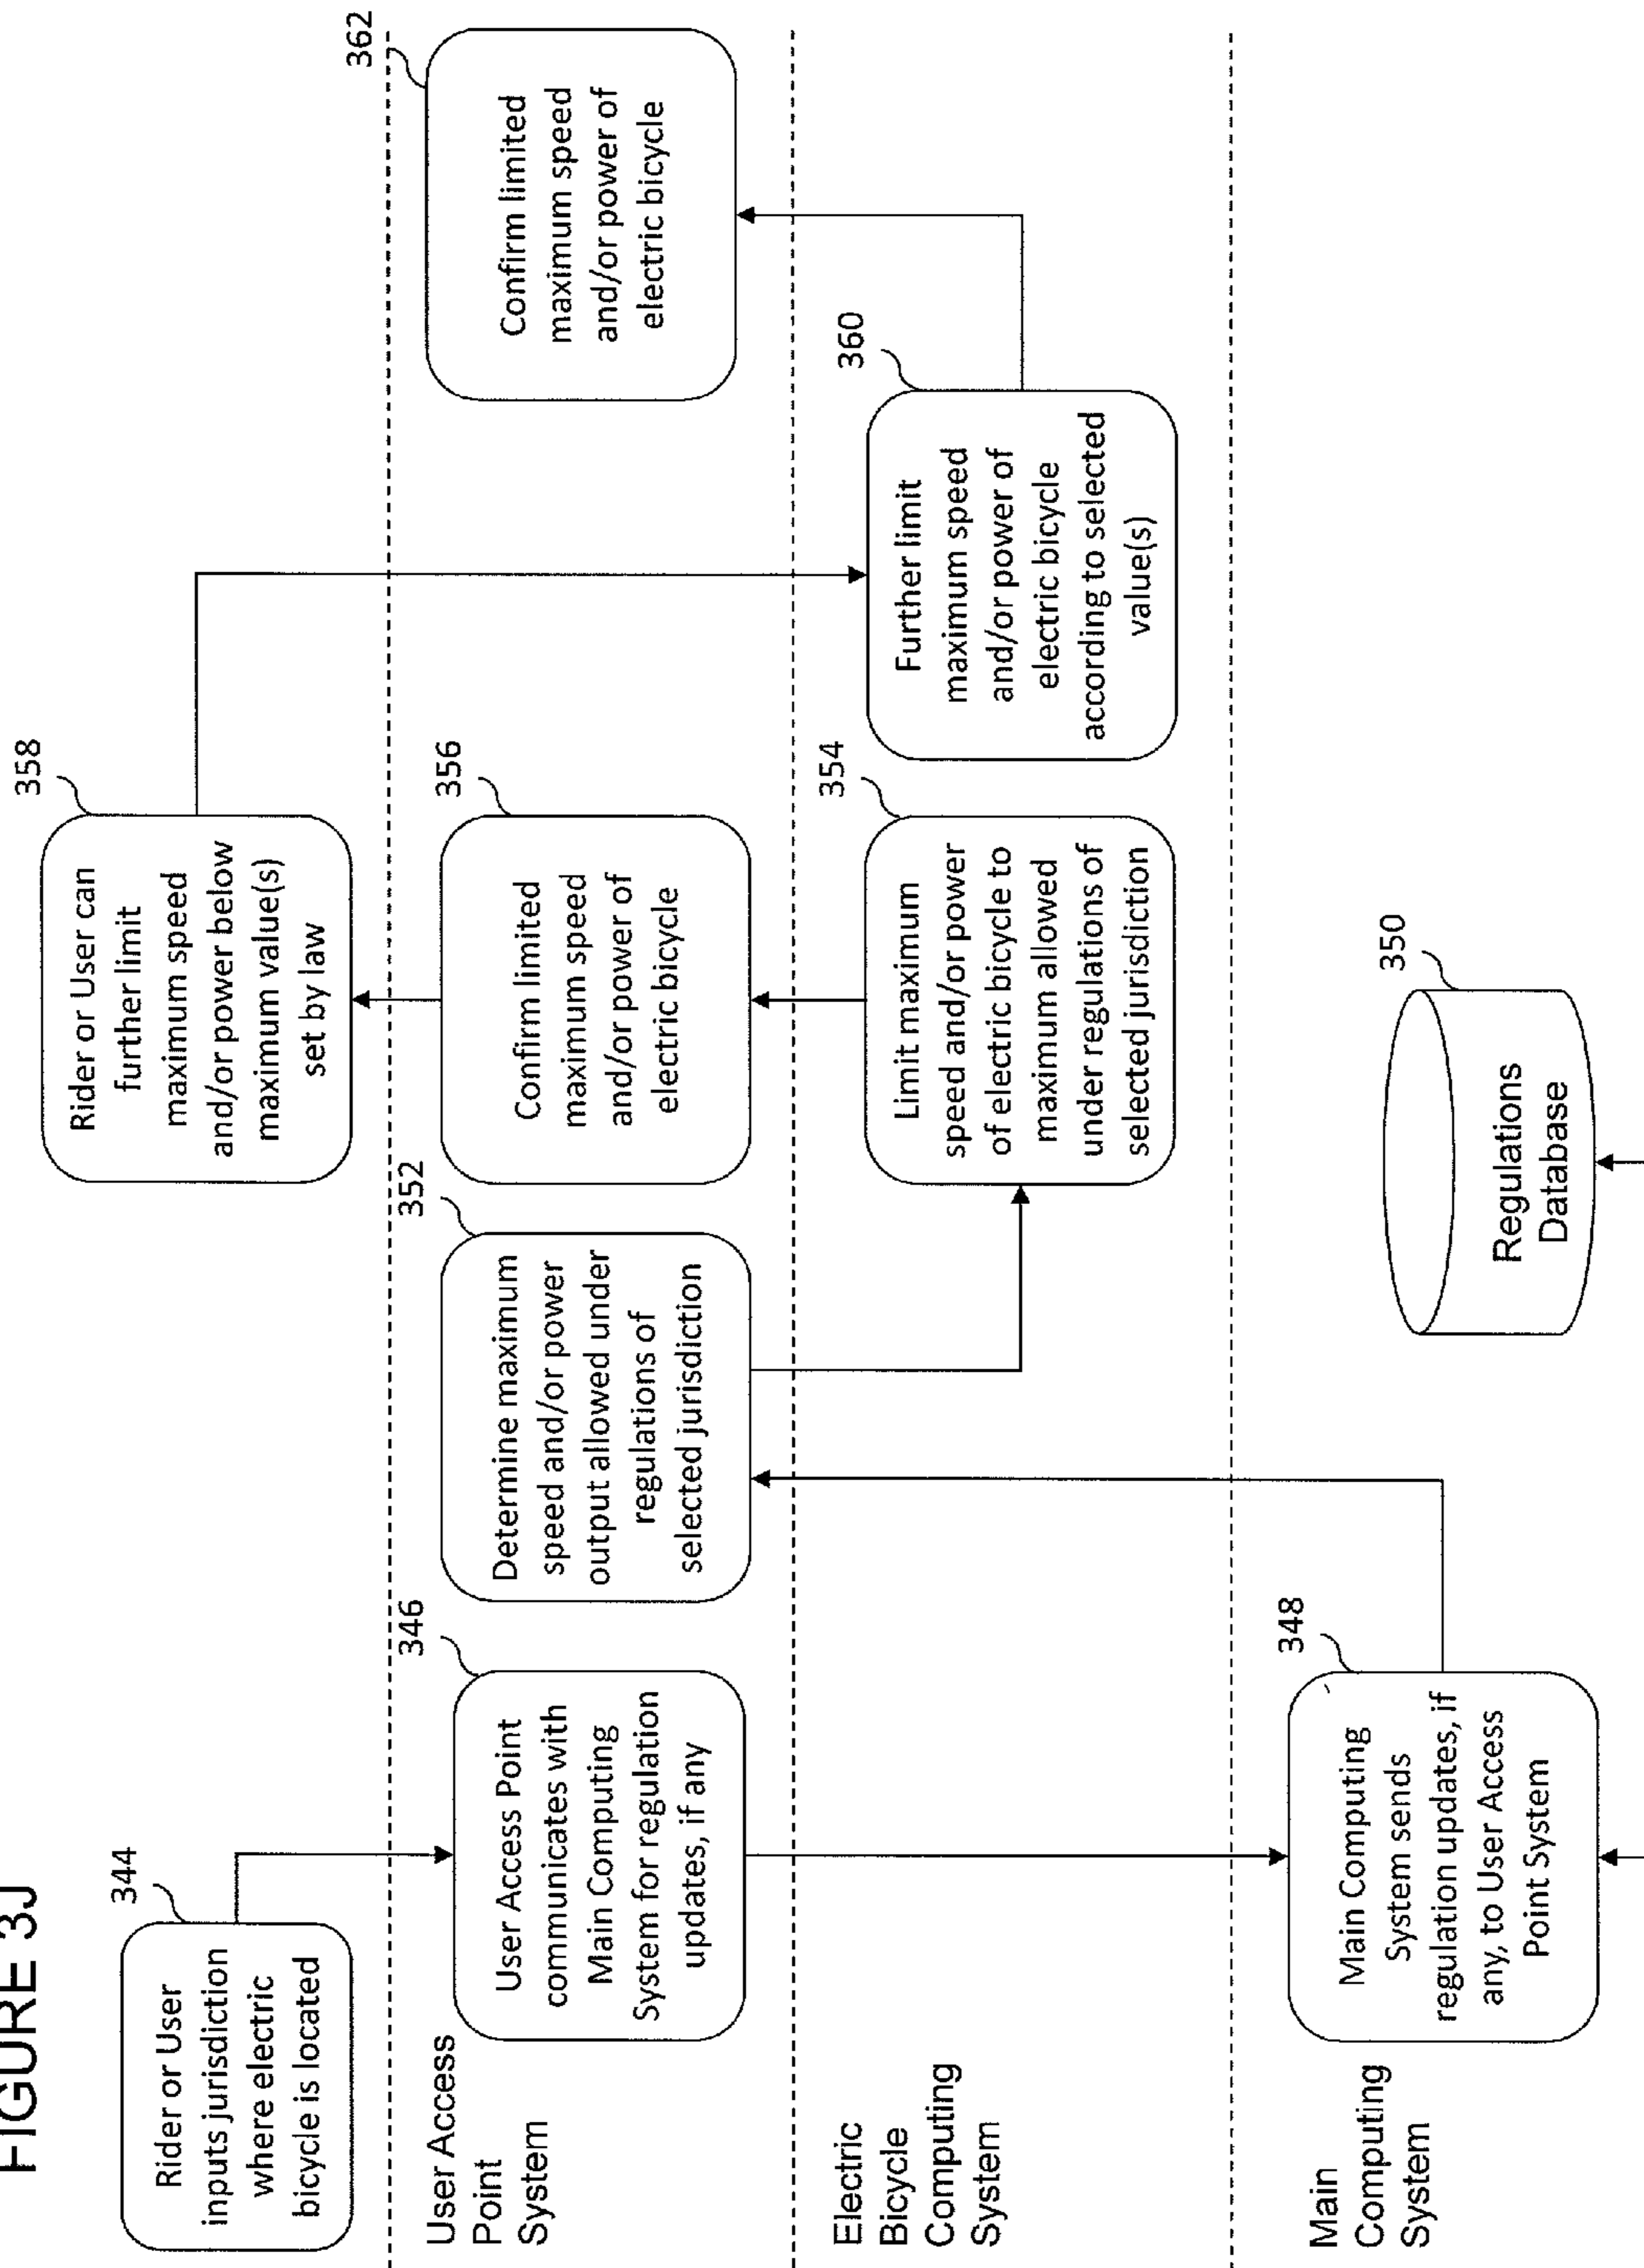 FIGURE 3J
344
Rider or User
inputs jurisdiction
where electric
bicycle is located
358
Rider or User can
further limit
maximum speed
and/or power below
maximum value(s)
set by law
User Access
Point
System
346
User Access Point
communicates with
Main Computing
System for regulation
updates, if any
352
Determine maximum
speed and/or power
output allowed under
regulations of
selected jurisdiction
356
Confirm limited
maximum speed
and/or power of
electric bicycle
362
Confirm limited
maximum speed
and/or power of
electric bicycle
Electric
Bicycle
Computing
System
354
Limit maximum
speed and/or power
of electric bicycle to
maximum allowed
under regulations of
selected jurisdiction
360
Further limit
maximum speed
and/or power of
electric bicycle
according to selected
value(s)
Main
Computing
System
348
Main Computing
System sends
regulation updates, if
any, to User Access
Point System
350
Regulations
Database